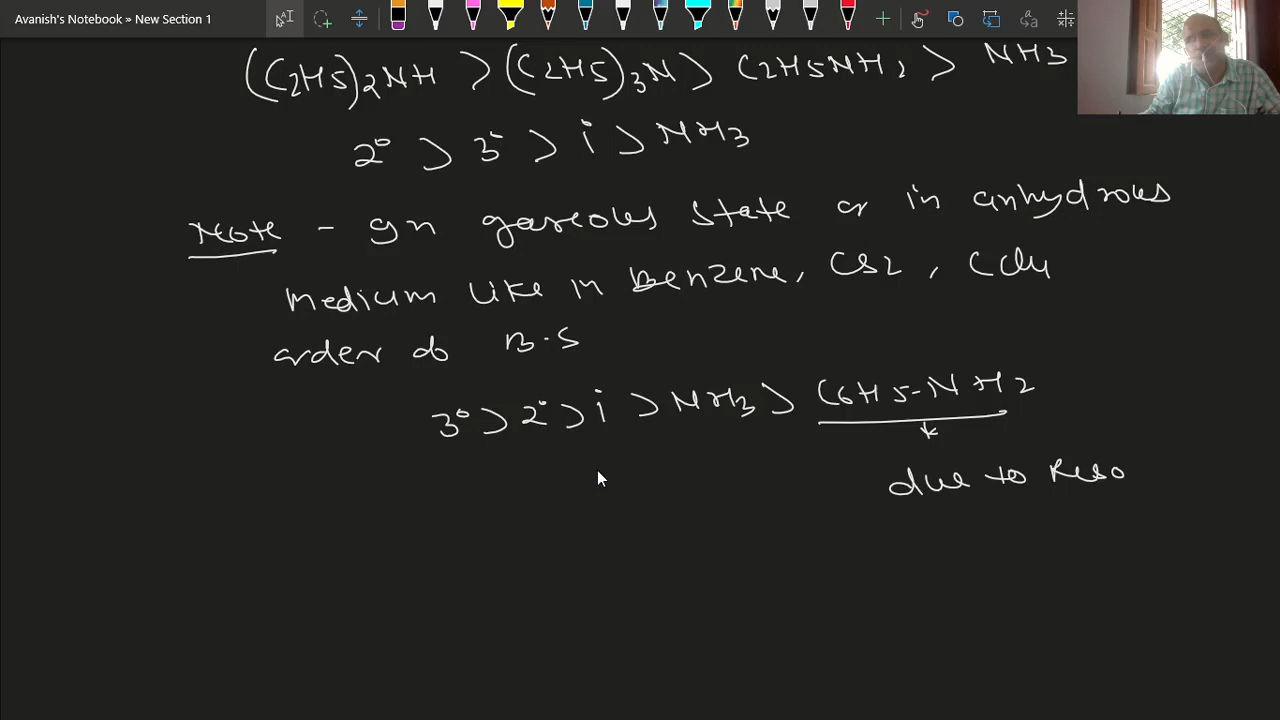 Avanish's Notebook » New Section 1
(C2H5)2NH > (C2H5)3N > C2H5NH2 > NH3
2° > 3° > 1° > NH3
Note - In gaseous state or in anhydrous
medium like in Benzene, CS2, CCl4
order of B.S
3° > 2° > 1° > NH3 > C6H5-NH2
*
due to Reso